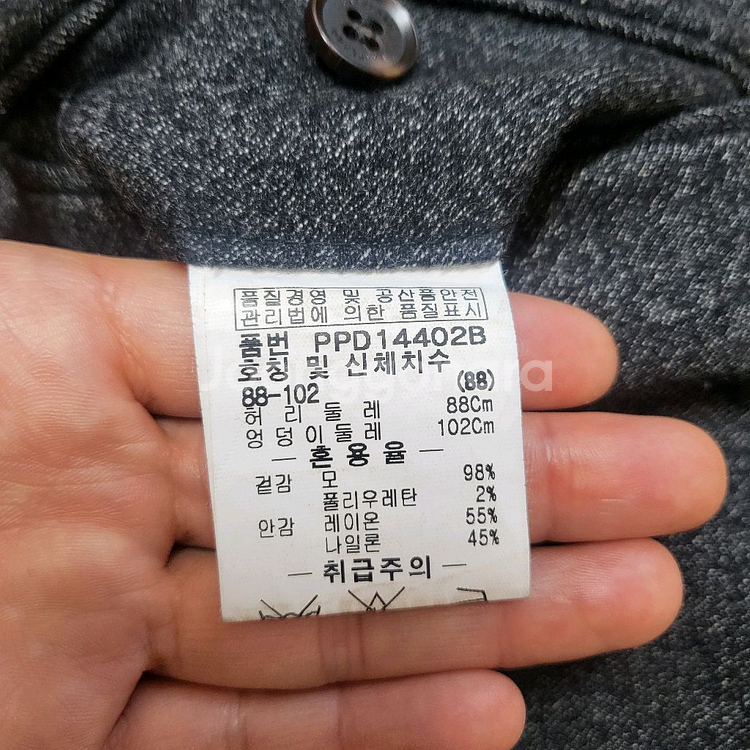 품질경영 및 공산품안전
관리법에 의한 품질표시
품번 PPD14402B
호칭 및 신체치수
88-102 (88)
허 리 둘 레 88Cm
엉 덩 이 둘 레 102Cm
— 혼 용 율 —
겉감 모 98%
폴리우레탄 2%
안감 레이온 55%
나일론 45%
— 취급주의 —